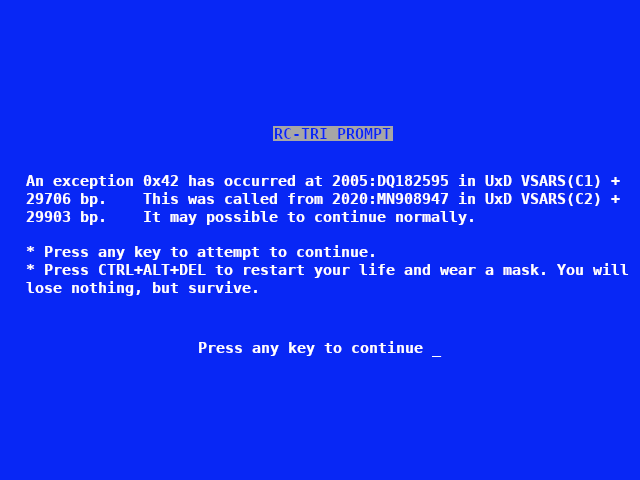 RC-TRI PROMPT
An exception 0x42 has occurred at 2005:DQ182595 in UxD VSARS(C1) +
29706 bp.    This was called from 2020:MN908947 in UxD VSARS(C2) +
29903 bp.    It may possible to continue normally.
* Press any key to attempt to continue.
* Press CTRL+ALT+DEL to restart your life and wear a mask. You will
lose nothing, but survive.
Press any key to continue _